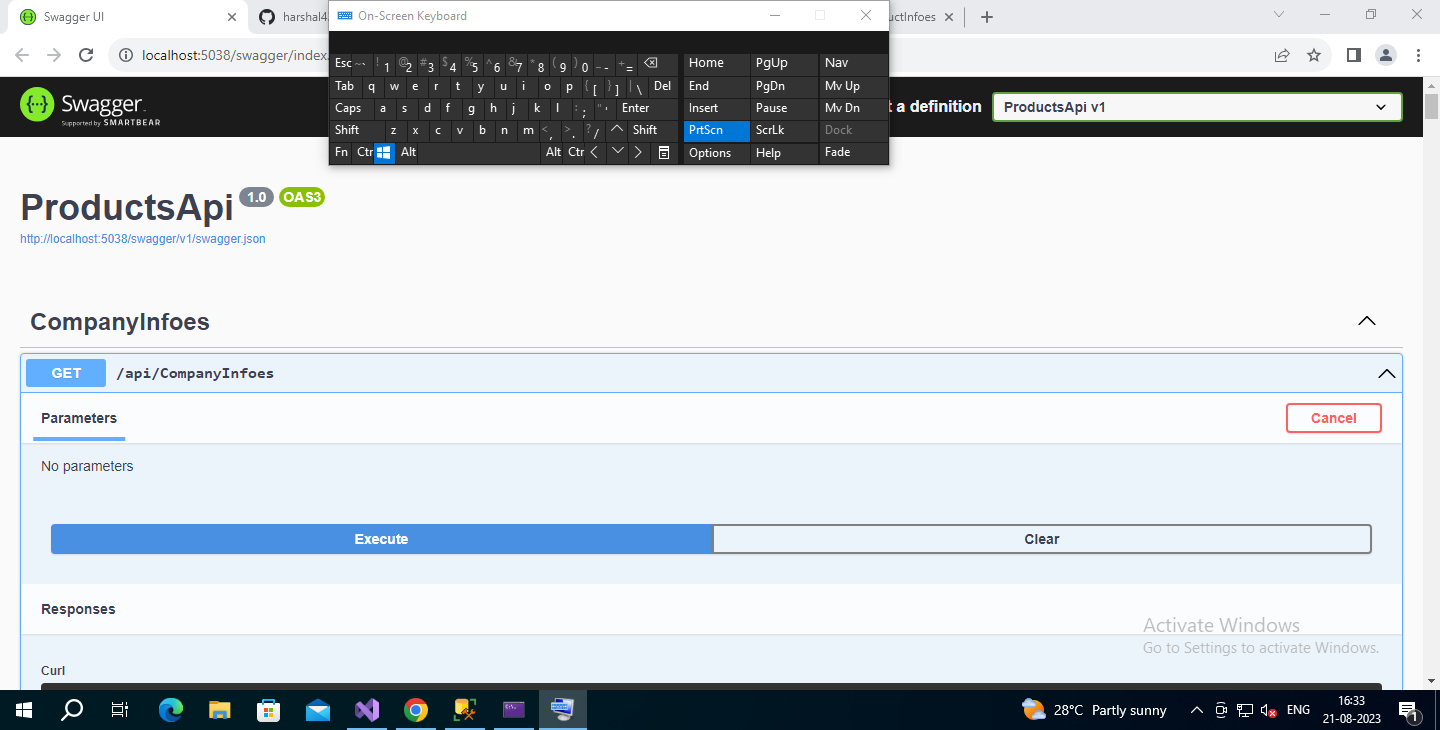 Swagger UI
harshal4
On-Screen Keyboard
uctInfoes
localhost:5038/swagger/index.
Esc ~ ` ! 1 @ 2 # 3 $ 4 % 5 ^ 6 & 7 * 8 ( 9 ) 0 _ - + =
Home PgUp Nav
Tab q w e r t y u i o p { [ } ] | \ Del
End PgDn Mv Up
Caps a s d f g h j k l : ; " ' Enter
Insert Pause Mv Dn
Shift z x c v b n m < , > . ? / Shift
PrtScn ScrLk Dock
Fn Ctr Alt Alt Ctr
Options Help Fade
Swagger.
Supported by SMARTBEAR
t a definition
ProductsApi v1
ProductsApi 1.0 OAS3
http://localhost:5038/swagger/v1/swagger.json
CompanyInfoes
GET /api/CompanyInfoes
Parameters
Cancel
No parameters
Execute
Clear
Responses
Activate Windows
Go to Settings to activate Windows.
Curl
28°C Partly sunny
ENG
16:33
21-08-2023
1